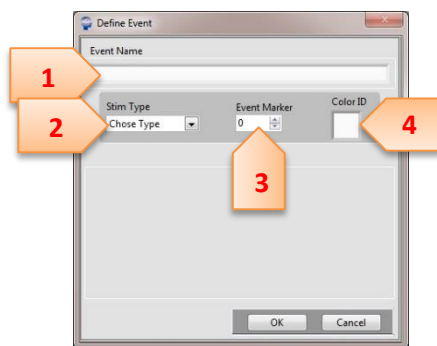 Define Event
Event Name
1
Stim Type
Event Marker
Color ID
2
Chose Type
0
4
3
OK
Cancel